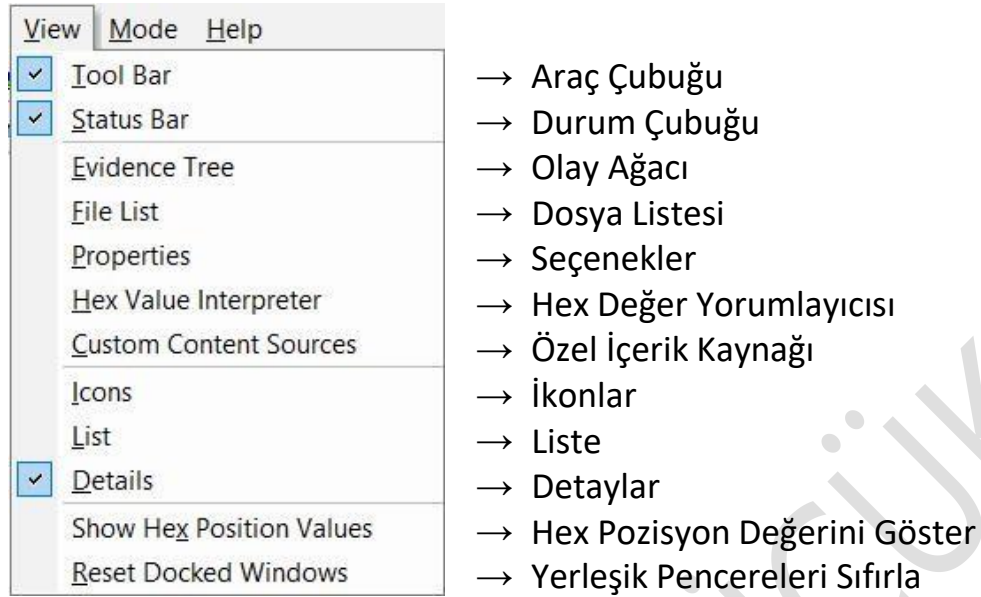 View Mode Help
Tool Bar → Araç Çubuğu
Status Bar → Durum Çubuğu
Evidence Tree → Olay Ağacı
File List → Dosya Listesi
Properties → Seçenekler
Hex Value Interpreter → Hex Değer Yorumlayıcısı
Custom Content Sources → Özel İçerik Kaynağı
Icons → İkonlar
List → Liste
Details → Detaylar
Show Hex Position Values → Hex Pozisyon Değerini Göster
Reset Docked Windows → Yerleşik Pencereleri Sıfırla